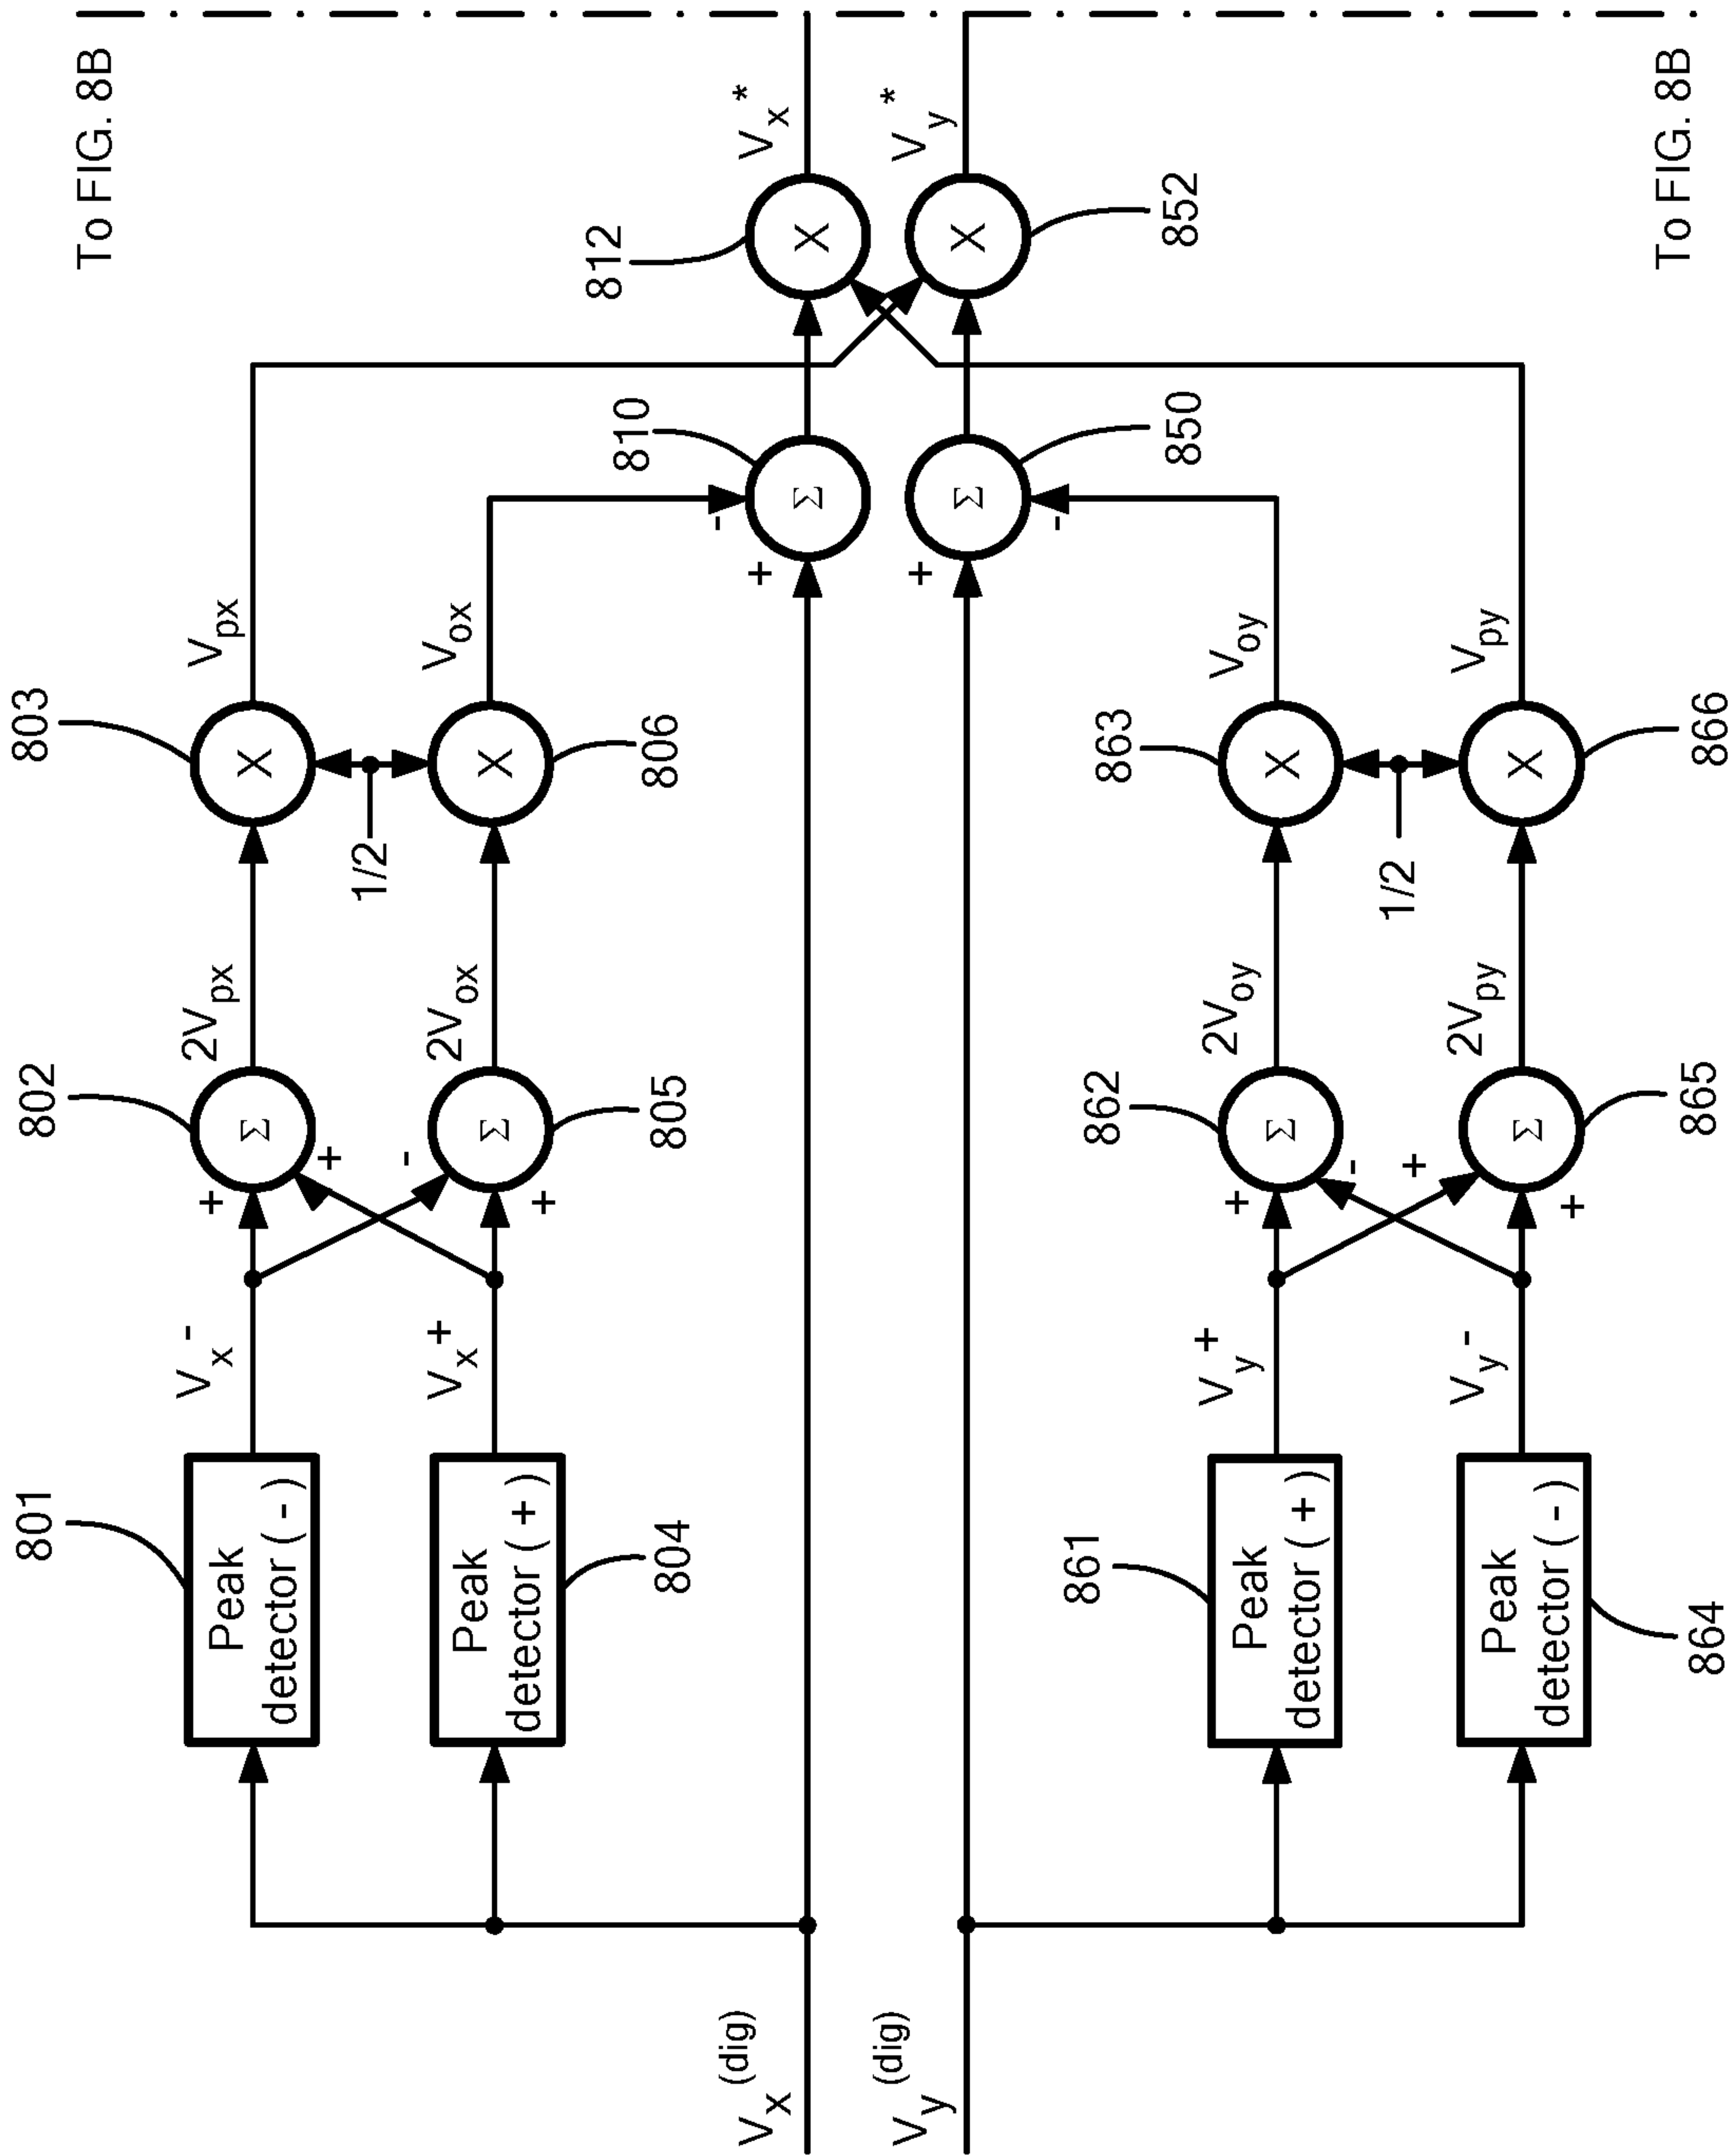 To FIG. 8B
803
802
801
Peak
detector (-)
Vx-
+
+
2Vpx
X
Vpx
Σ
1/2
Peak
detector (+)
Vx+
-
+
Σ
2Vox
X
Vox
804
805
806
810
812
-
+
Σ
X
Vx*
Vx(dig)
Vy(dig)
+
-
Σ
X
Vy*
850
852
861
862
863
Peak
detector (+)
Vy+
+
-
Σ
2Voy
X
Voy
1/2
Peak
detector (-)
Vy-
+
+
Σ
2Vpy
X
Vpy
864
865
866
To FIG. 8B